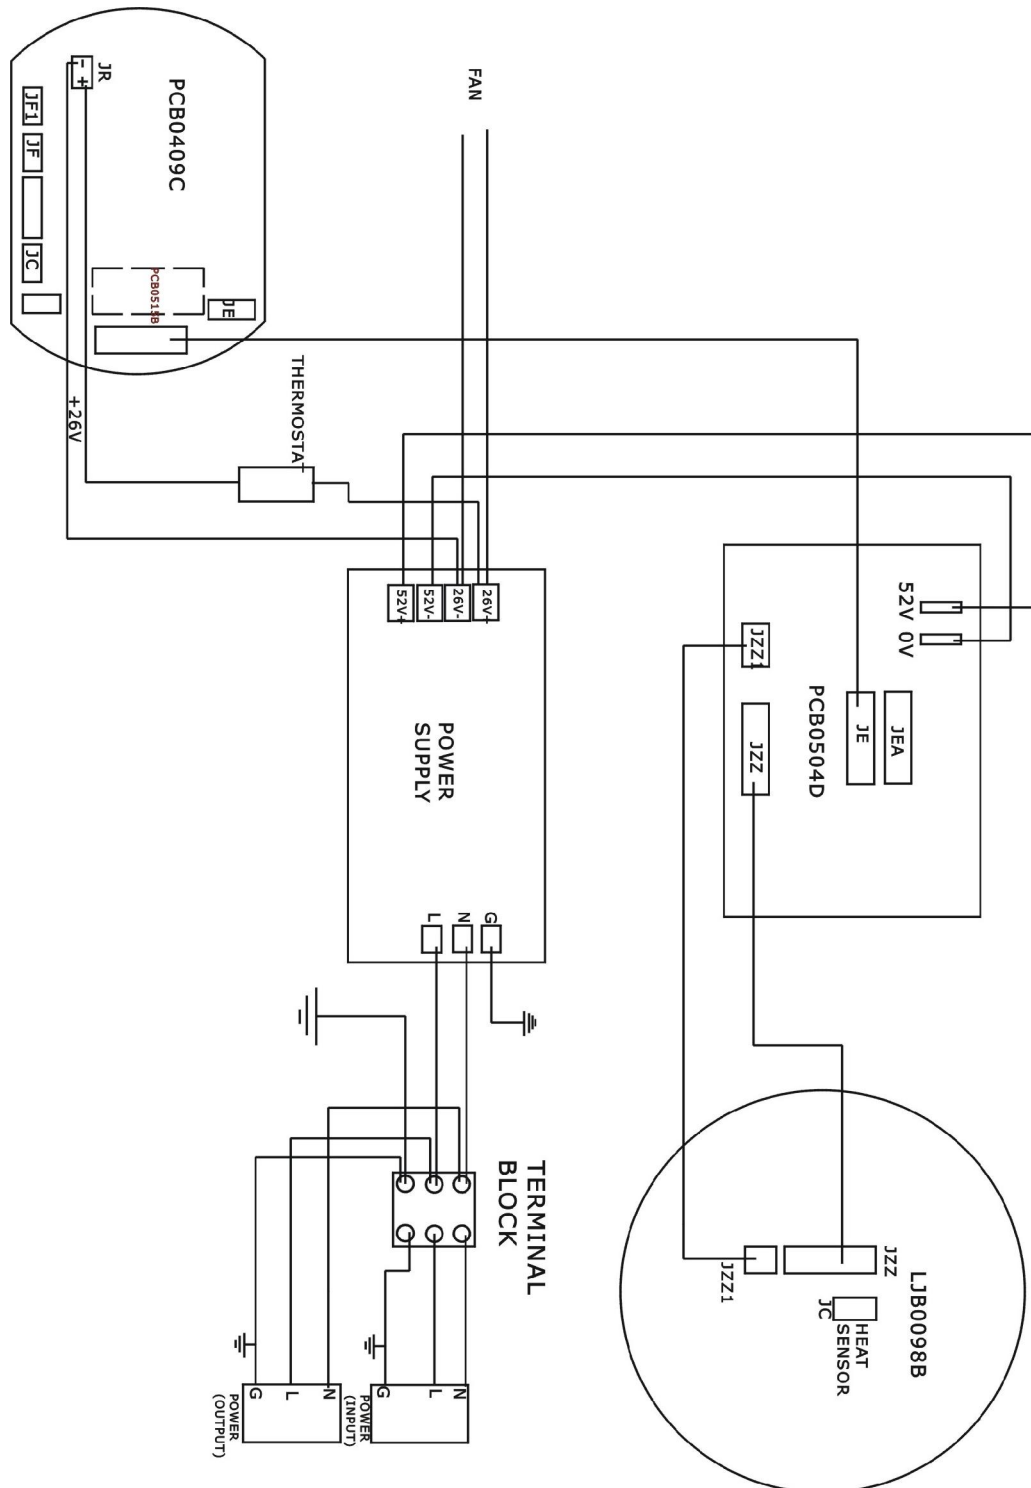 JR
- +
PCB0409C
JF1
JF
JC
PCB0515B
JE
+26V
FAN
THERMOSTAT
52V+
52V-
26V-
26V+
POWER
SUPPLY
L
N
G
52V 0V
JZZ1
JZZ
PCB0504D
JE
JEA
TERMINAL
BLOCK
G
L
N
POWER
(OUTPUT)
G
L
N
POWER
(INPUT)
JZZ
JZZ1
LJB0098B
JC
HEAT
SENSOR